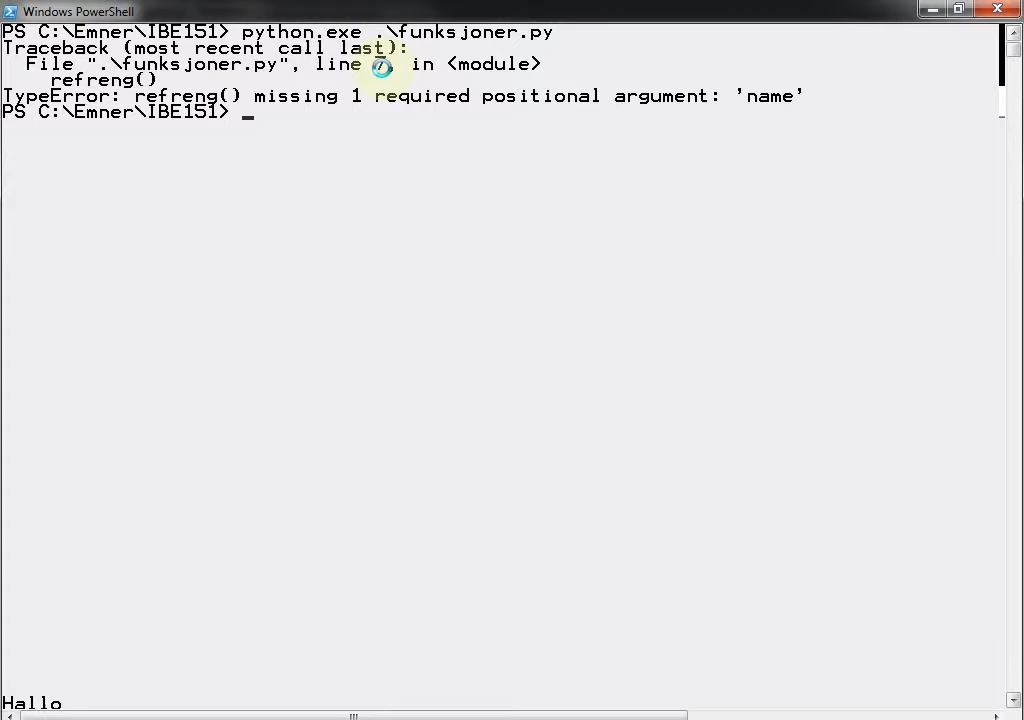 Windows PowerShell
PS C:\Emner\IBE151> python.exe .\funksjoner.py
Traceback (most recent call last):
File ".\funksjoner.py", line in <module>
refreng()
TypeError: refreng() missing 1 required positional argument: 'name'
PS C:\Emner\IBE151> _
Hallo